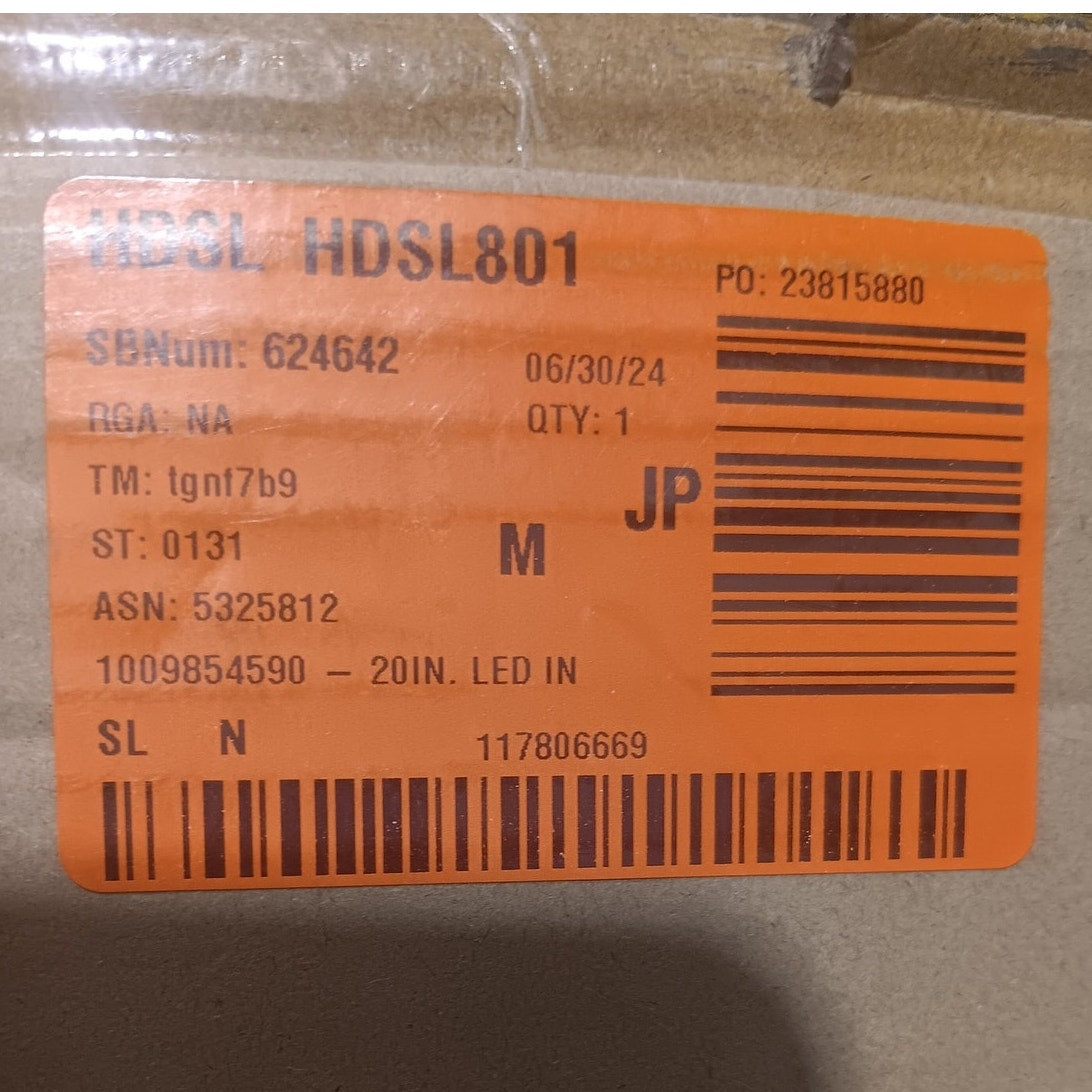 HDSL HDSL801
PO: 23815880
SBNum: 624642
06/30/24
RGA: NA
QTY: 1
TM: tgnf7b9
JP
ST: 0131
M
ASN: 5325812
1009854590 – 20IN. LED IN
SL N
117806669